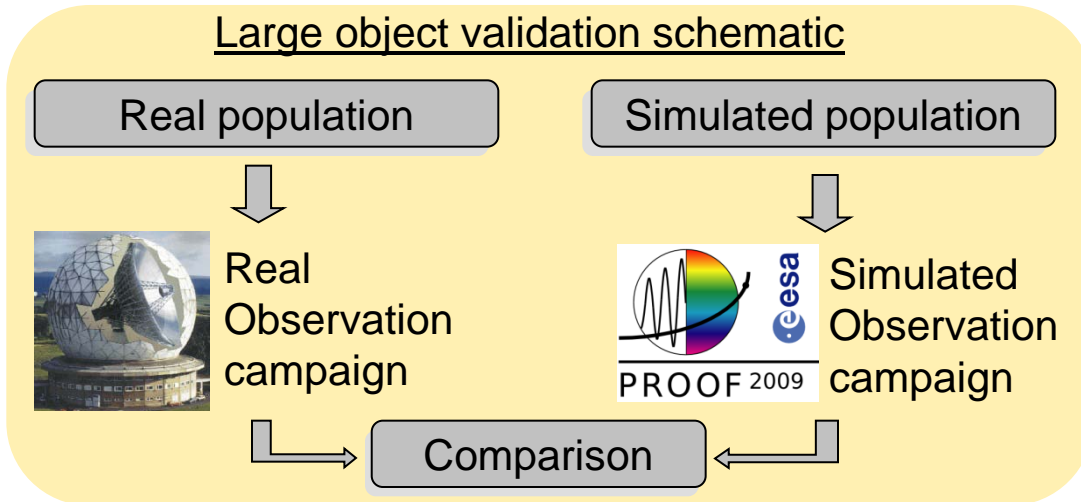 Large object validation schematic
Real population
Simulated population
Real
Observation
campaign
esa
PROOF 2009
Simulated
Observation
campaign
Comparison